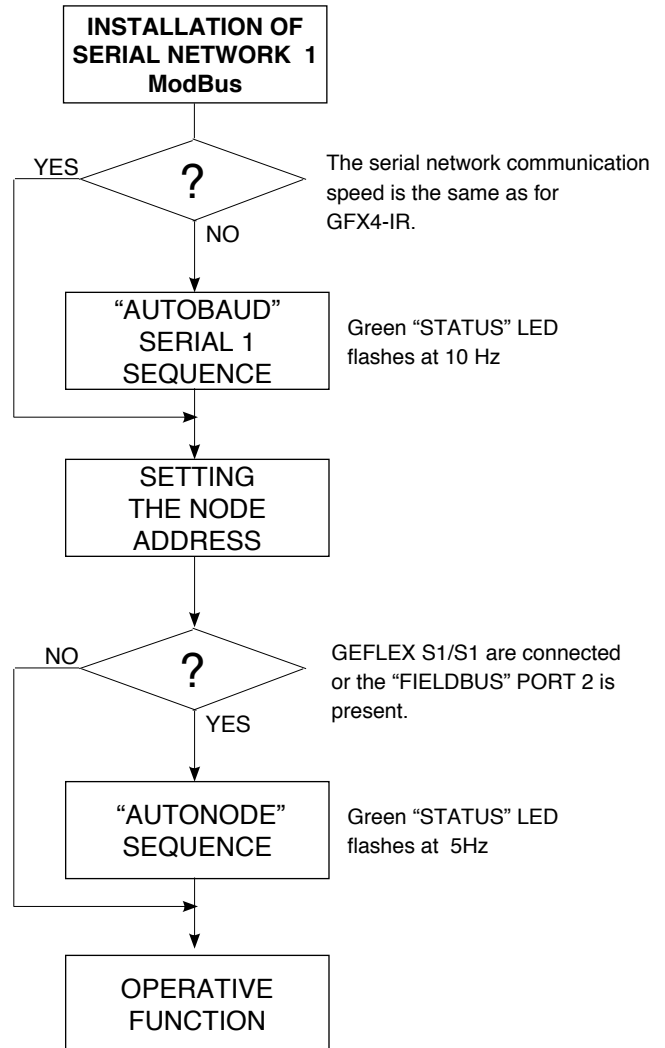 INSTALLATION OF
SERIAL NETWORK 1
ModBus
YES
?
The serial network communication
speed is the same as for
GFX4-IR.
NO
“AUTOBAUD”
SERIAL 1
SEQUENCE
Green “STATUS” LED
flashes at 10 Hz
SETTING
THE NODE
ADDRESS
NO
?
GEFLEX S1/S1 are connected
or the “FIELDBUS” PORT 2 is
present.
YES
“AUTONODE”
SEQUENCE
Green “STATUS” LED
flashes at 5Hz
OPERATIVE
FUNCTION